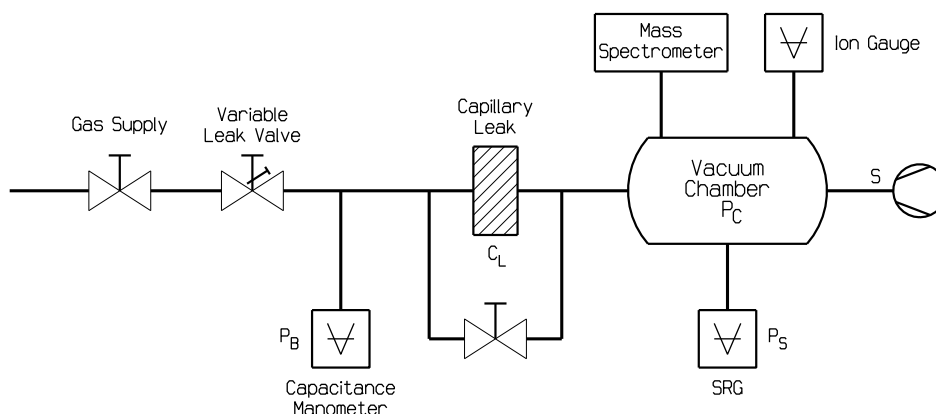 Mass
Spectrometer
Ion Gauge
Gas Supply
Variable
Leak Valve
Capillary
Leak
Vacuum
Chamber
PC
S
CL
PB
Capacitance
Manometer
PS
SRG